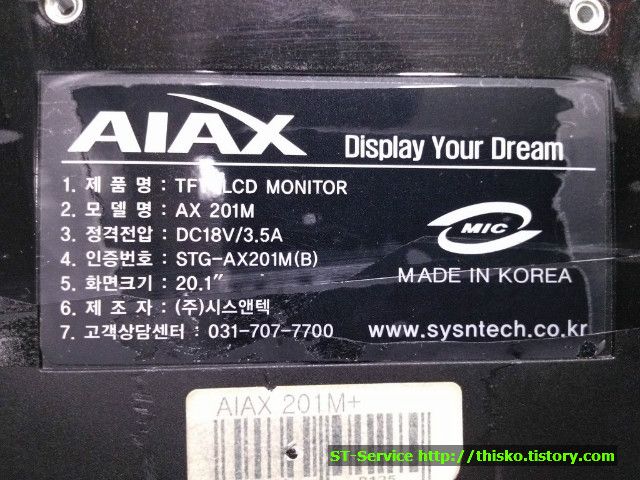 AIAX Display Your Dream
1. 제 품 명 : TFT LCD MONITOR
2. 모 델 명 : AX 201M
3. 정격전압 : DC18V/3.5A
4. 인증번호 : STG-AX201M(B)
5. 화면크기 : 20.1"
6. 제 조 자 : (주)시스앤텍
7. 고객상담센터 : 031-707-7700
MIC
MADE IN KOREA
www.sysntech.co.kr
AIAX 201M+
ST-Service http://thisko.tistory.com